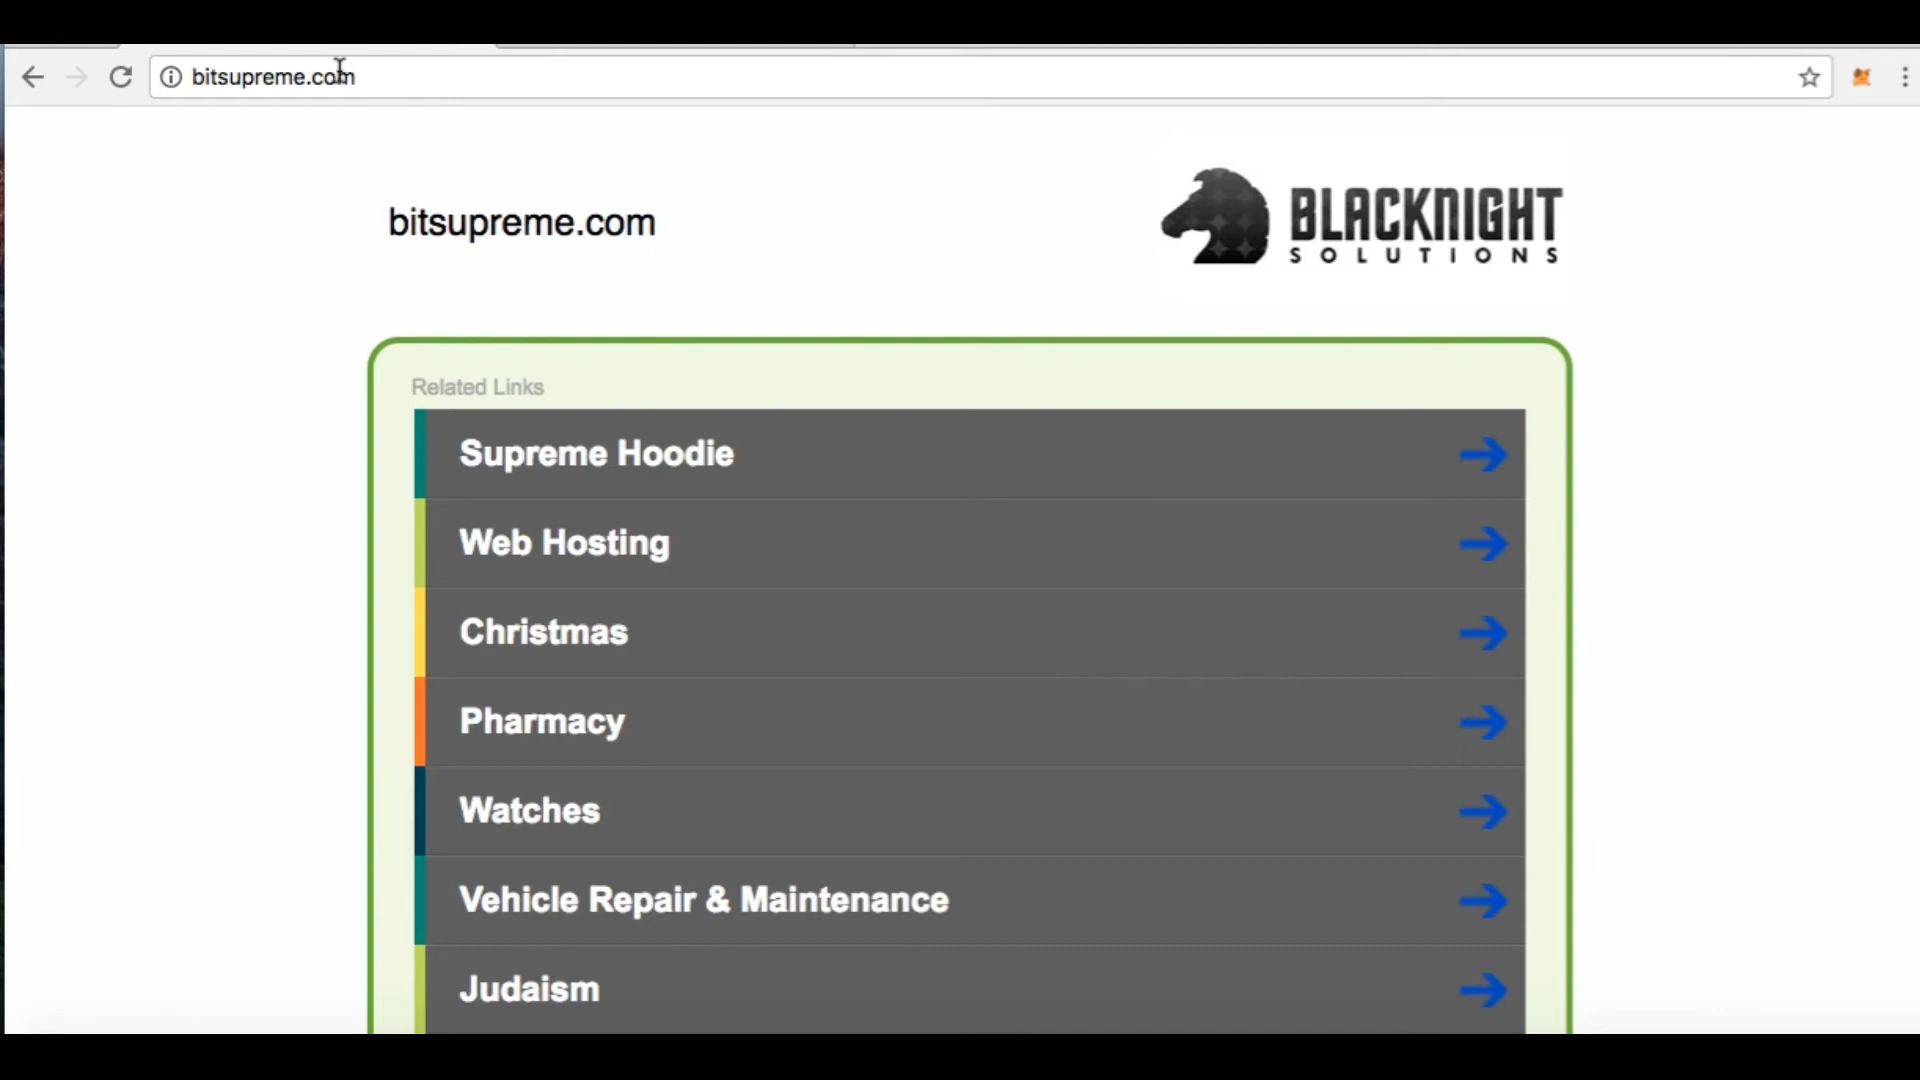 bitsupreme.com
bitsupreme.com
BLACKNIGHT
SOLUTIONS
Related Links
Supreme Hoodie
Web Hosting
Christmas
Pharmacy
Watches
Vehicle Repair & Maintenance
Judaism